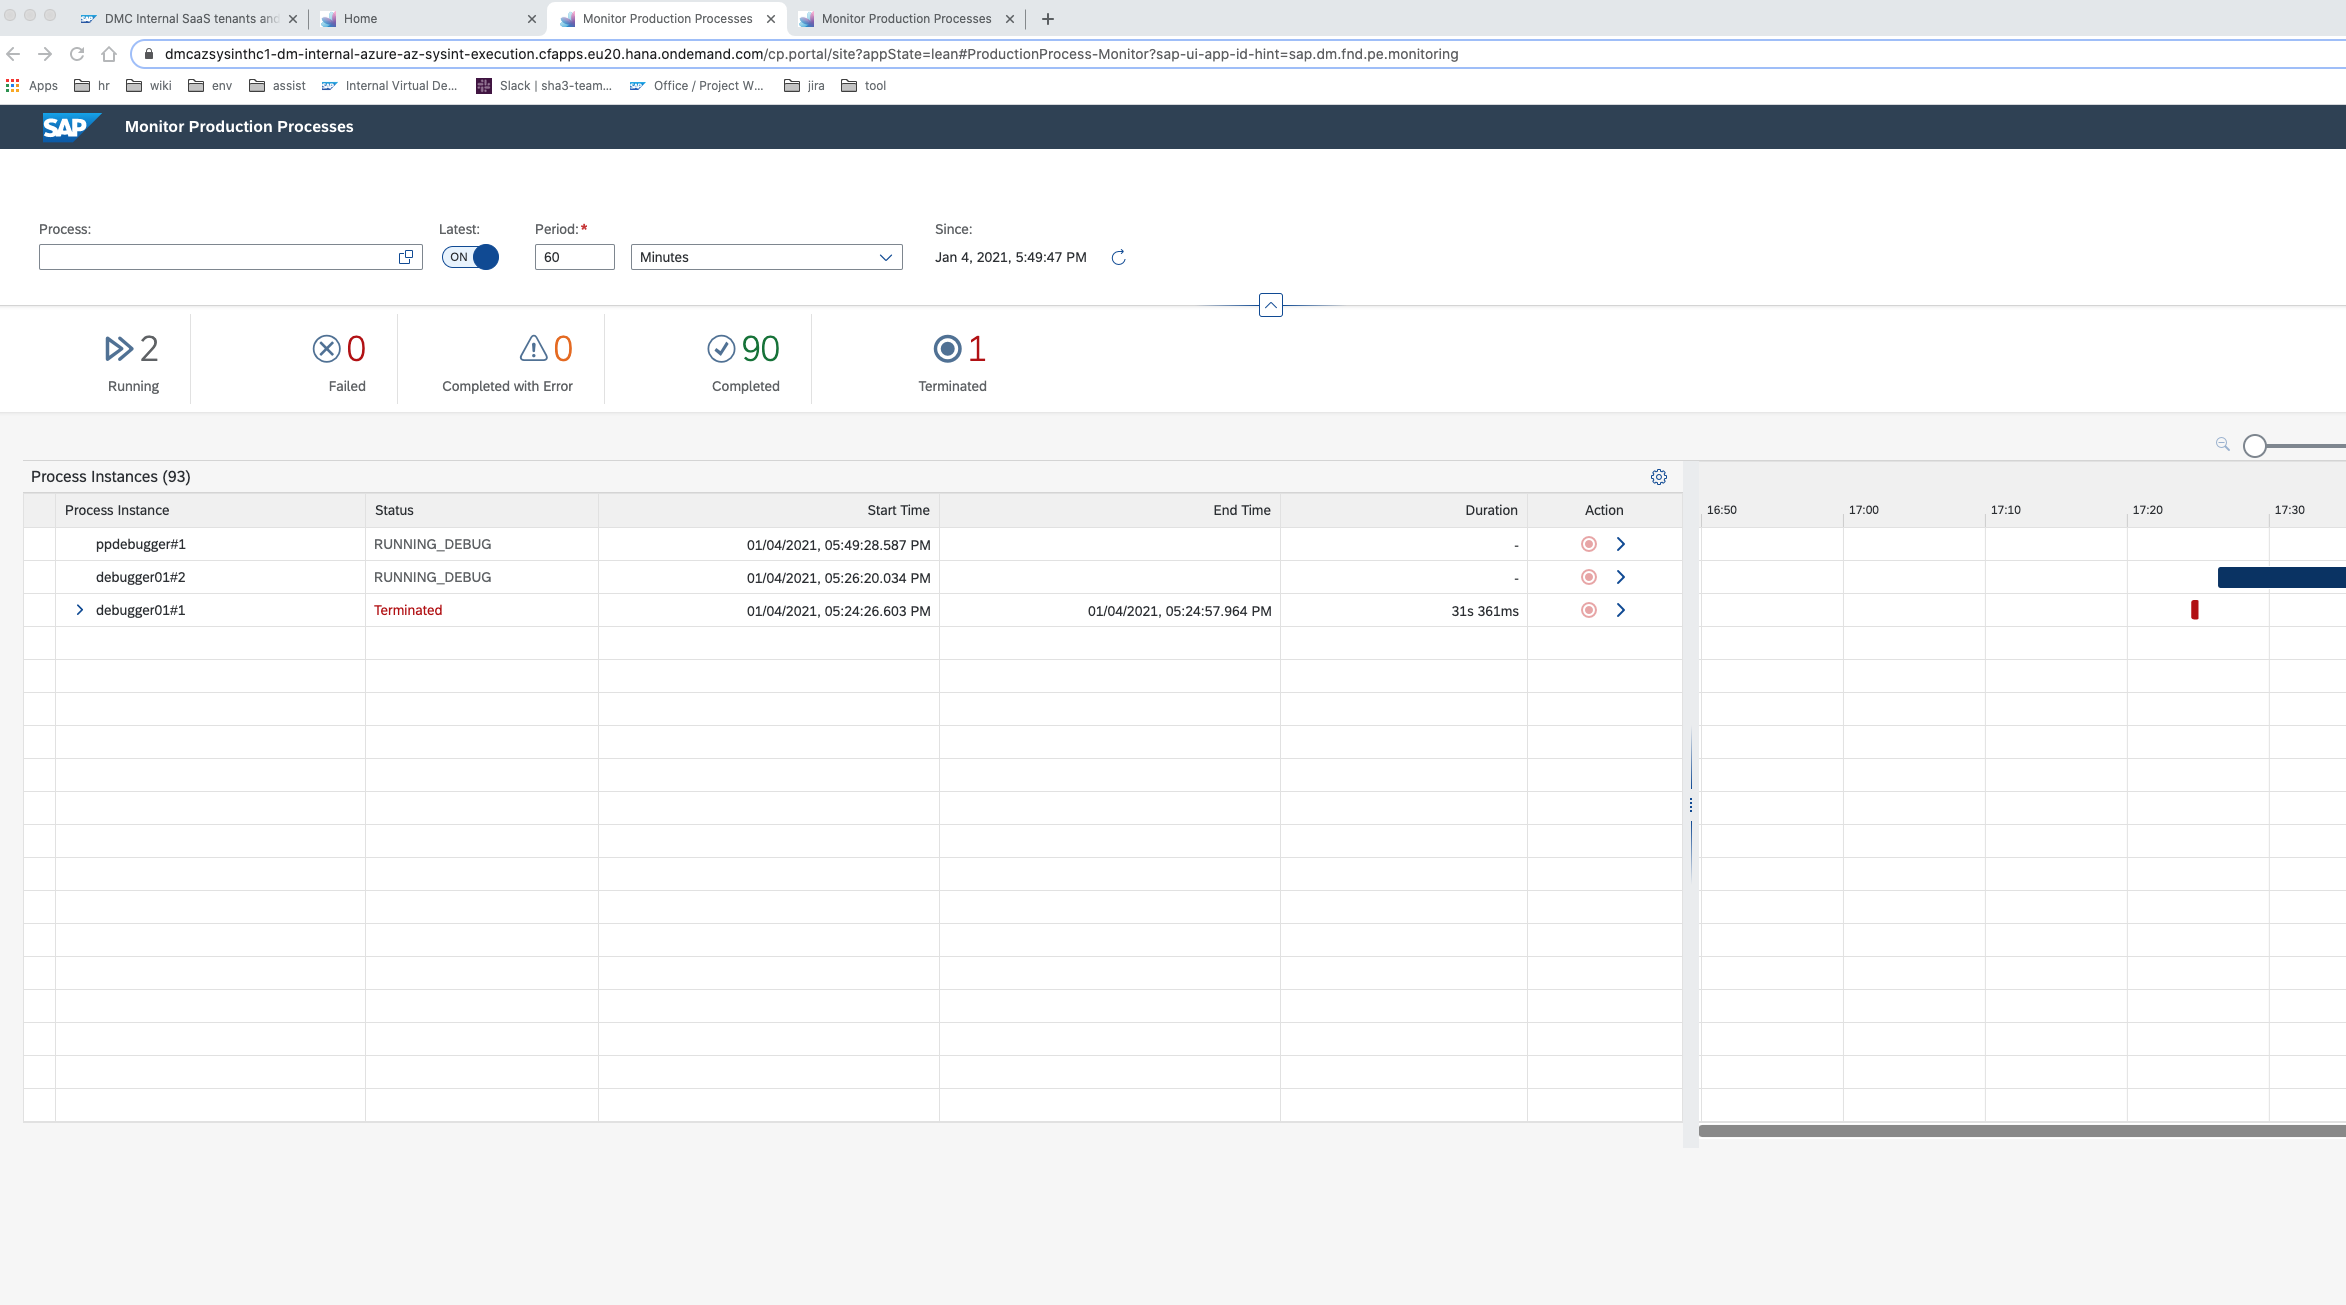 DMC Internal SaaS tenants and
Home
Monitor Production Processes
Monitor Production Processes
dmcazsysinthc1-dm-internal-azure-az-sysint-execution.cfapps.eu20.hana.ondemand.com/cp.portal/site?appState=lean#ProductionProcess-Monitor?sap-ui-app-id-hint=sap.dm.fnd.pe.monitoring
Apps hr wiki env assist Internal Virtual De... Slack | sha3-team... Office / Project W... jira tool
SAP Monitor Production Processes
Process: Latest: Period:* Since:
ON 60 Minutes Jan 4, 2021, 5:49:47 PM
2 0 0 90 1
Running Failed Completed with Error Completed Terminated
Process Instances (93)
Process Instance Status Start Time End Time Duration Action 16:50 17:00 17:10 17:20 17:30
ppdebugger#1 RUNNING_DEBUG 01/04/2021, 05:49:28.587 PM -
debugger01#2 RUNNING_DEBUG 01/04/2021, 05:26:20.034 PM -
debugger01#1 Terminated 01/04/2021, 05:24:26.603 PM 01/04/2021, 05:24:57.964 PM 31s 361ms